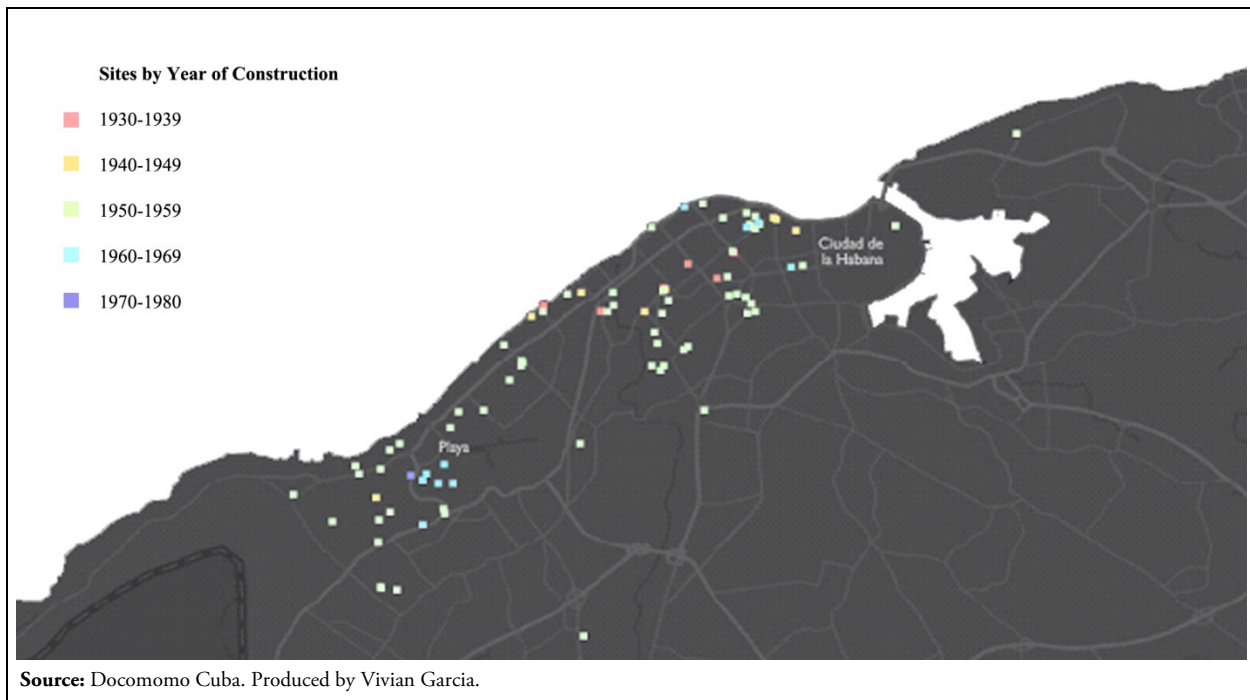 Sites by Year of Construction
1930-1939
1940-1949
1950-1959
1960-1969
1970-1980
Ciudad de
la Habana
Playa
Source: Docomomo Cuba. Produced by Vivian Garcia.